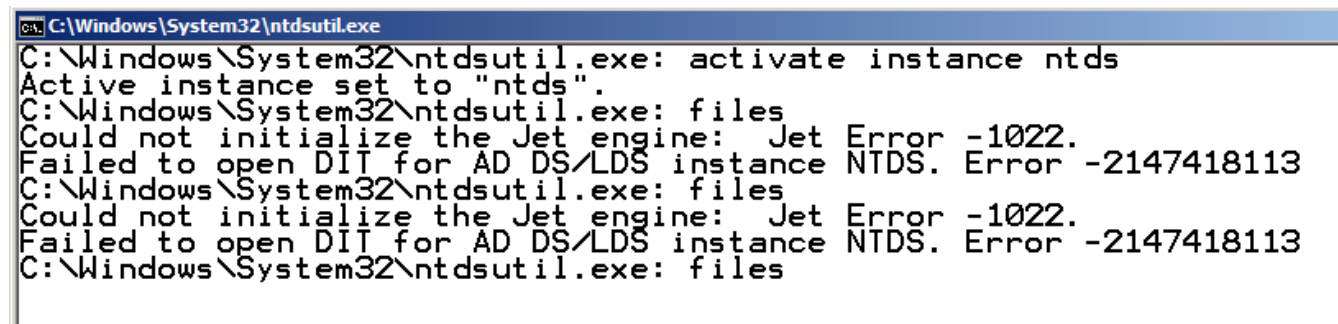 C:\Windows\System32\ntdsutil.exe
C:\Windows\System32\ntdsutil.exe: activate instance ntds
Active instance set to "ntds".
C:\Windows\System32\ntdsutil.exe: files
Could not initialize the Jet engine:  Jet Error -1022.
Failed to open DIT for AD DS/LDS instance NTDS. Error -2147418113
C:\Windows\System32\ntdsutil.exe: files
Could not initialize the Jet engine:  Jet Error -1022.
Failed to open DIT for AD DS/LDS instance NTDS. Error -2147418113
C:\Windows\System32\ntdsutil.exe: files